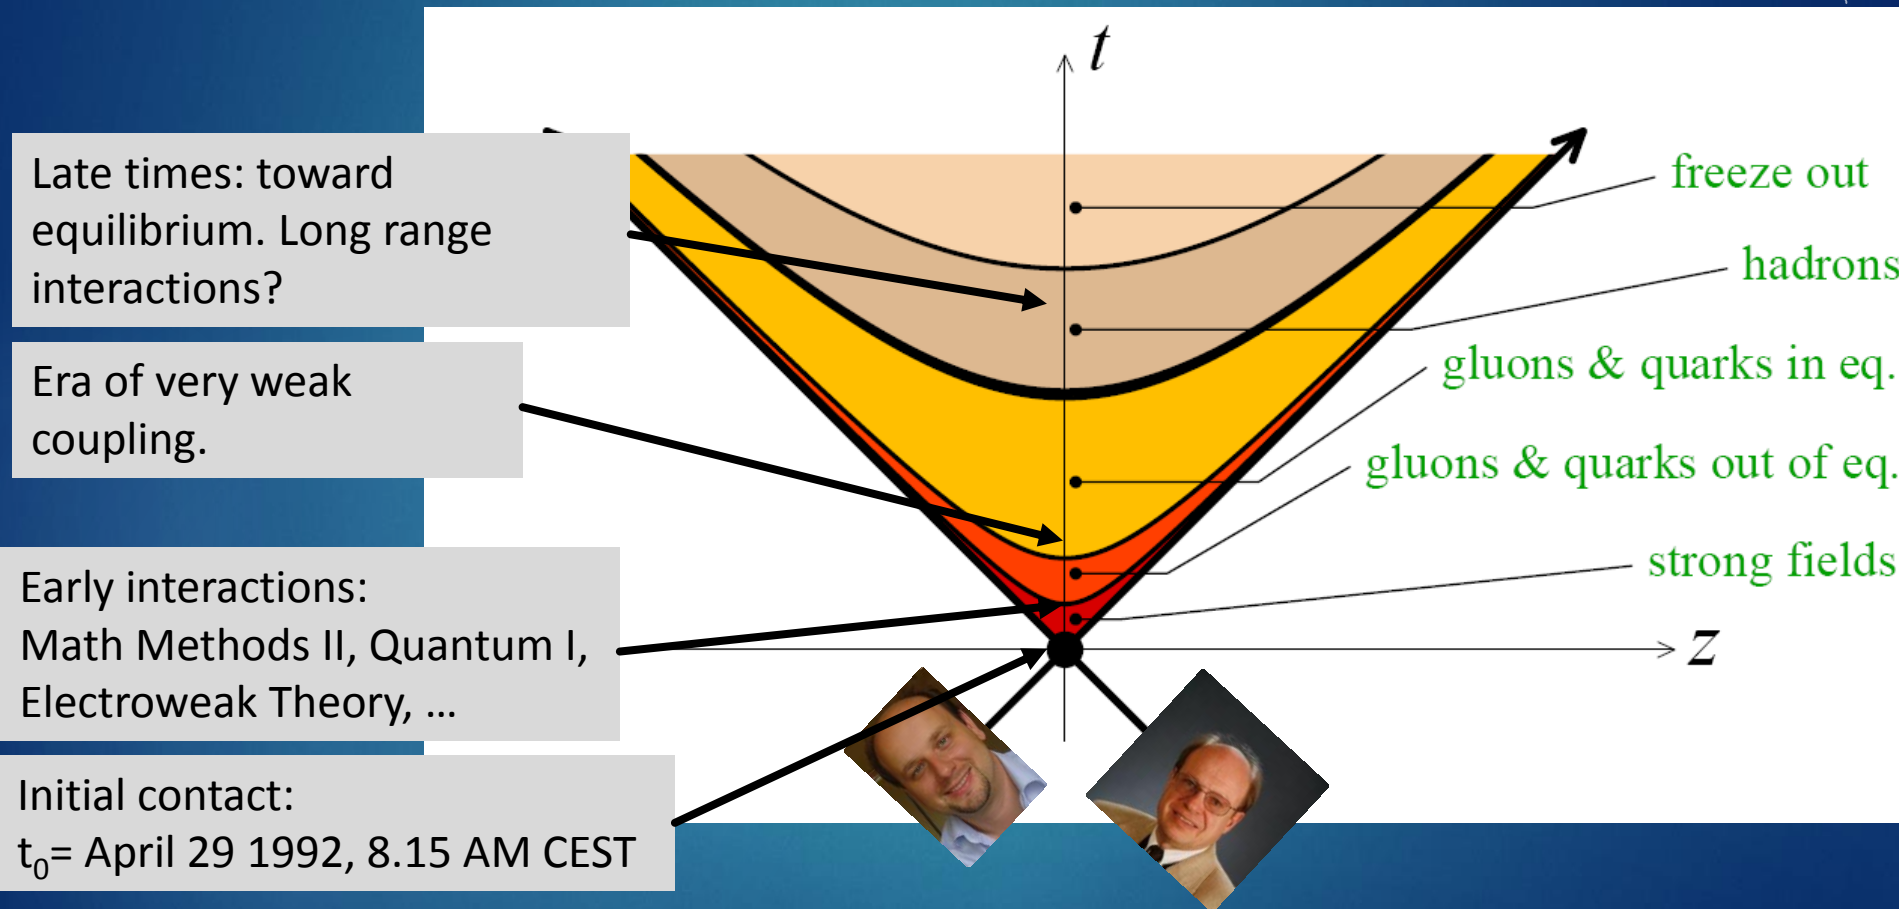 t
Late times: toward
equilibrium. Long range
interactions?
freeze out
hadrons
Era of very weak
coupling.
gluons & quarks in eq.
gluons & quarks out of eq.
Early interactions:
Math Methods II, Quantum I,
Electroweak Theory, …
strong fields
z
Initial contact:
t₀= April 29 1992, 8.15 AM CEST